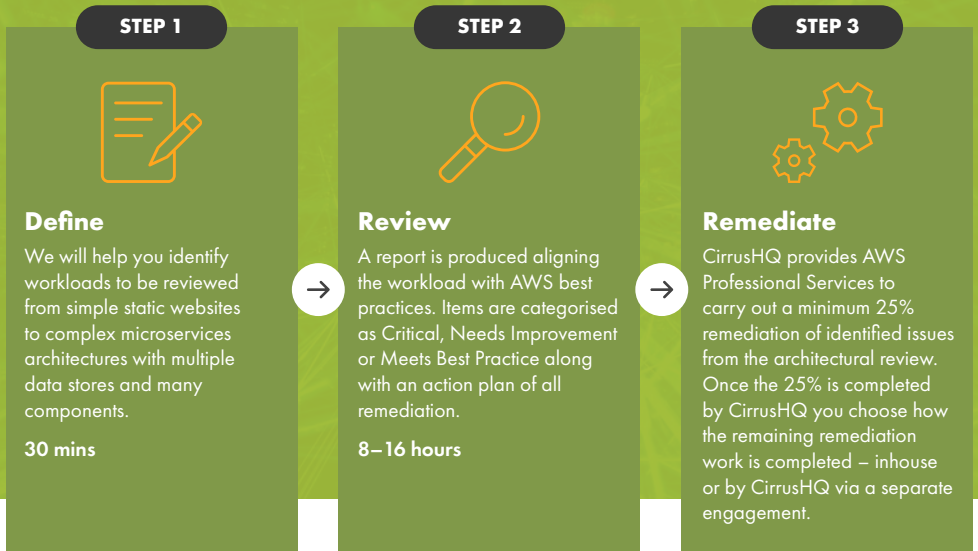 STEP 1
Define
We will help you identify
workloads to be reviewed
from simple static websites
to complex microservices
architectures with multiple
data stores and many
components.
30 mins
STEP 2
Review
A report is produced aligning
the workload with AWS best
practices. Items are categorised
as Critical, Needs Improvement
or Meets Best Practice along
with an action plan of all
remediation.
8–16 hours
STEP 3
Remediate
CirrusHQ provides AWS
Professional Services to
carry out a minimum 25%
remediation of identified issues
from the architectural review.
Once the 25% is completed
by CirrusHQ you choose how
the remaining remediation
work is completed – inhouse
or by CirrusHQ via a separate
engagement.